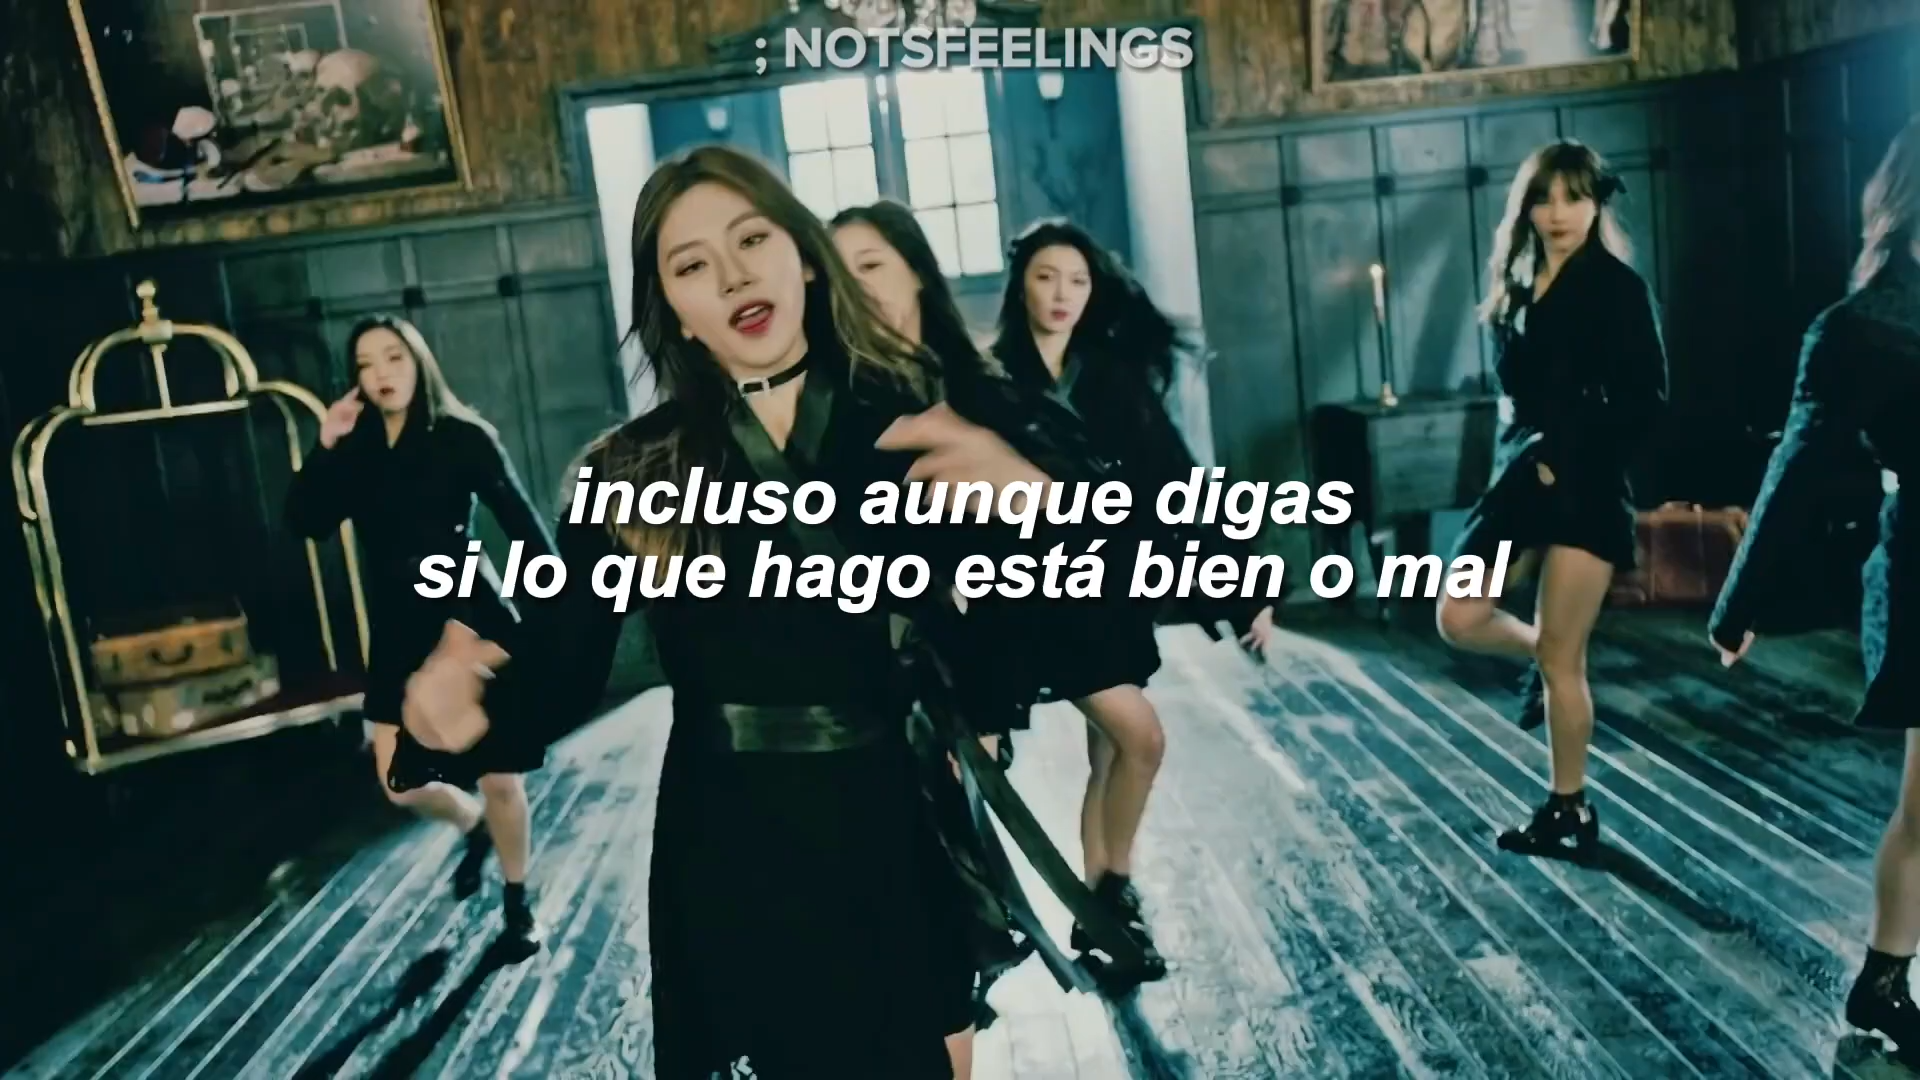 ; NOTSFEELINGS
incluso aunque digas
si lo que hago está bien o mal